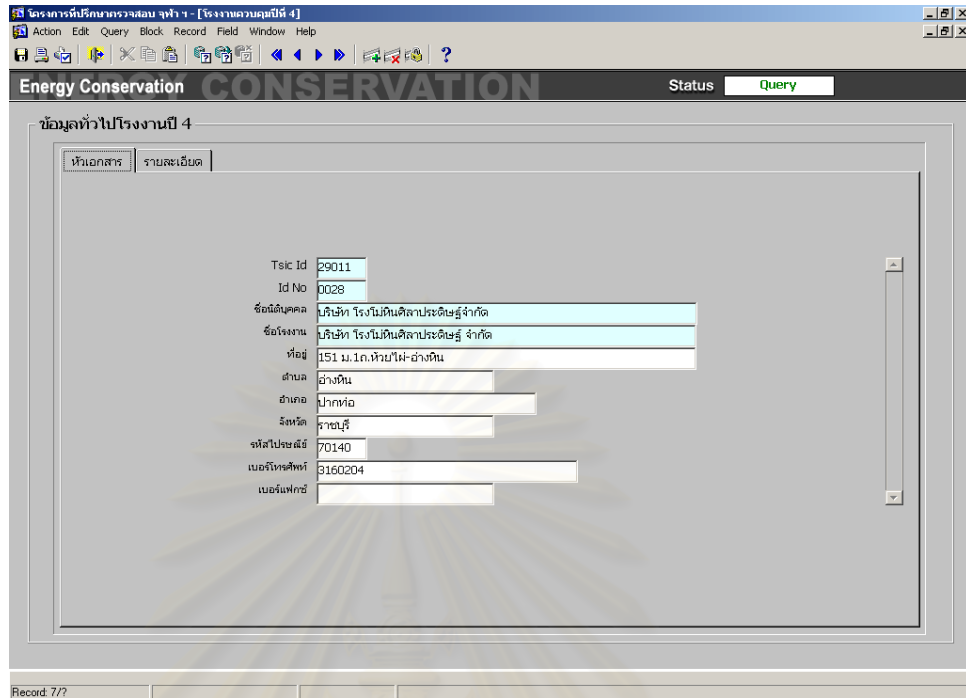 โครงการที่ปรึกษาตรวจสอบ จุฬา ฯ - [โรงงานควบคุมปีที่ 4]
Action Edit Query Block Record Field Window Help
ENERGY CONSERVATION
Energy Conservation Status Query
ข้อมูลทั่วไปโรงงานปี 4
หัวเอกสาร รายละเอียด
Tsic Id 29011
Id No 0028
ชื่อนิติบุคคล บริษัท โรงโม่หินศิลาประดิษฐ์จำกัด
ชื่อโรงงาน บริษัท โรงโม่หินศิลาประดิษฐ์ จำกัด
ที่อยู่ 151 ม.1ถ.ห้วยไผ่-อ่างหิน
ตำบล อ่างหิน
อำเภอ ปากท่อ
จังหวัด ราชบุรี
รหัสไปรษณีย์ 70140
เบอร์โทรศัพท์ 3160204
เบอร์แฟกซ์
Record: 7/?